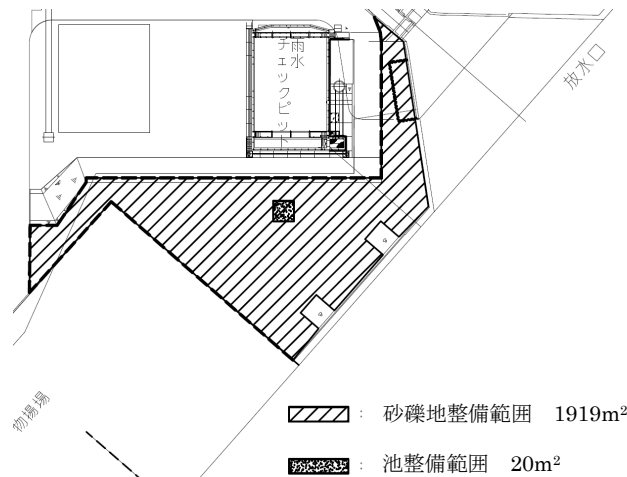 雨水
チェックピット
放水口
物揚場
： 砂礫地整備範囲 1919m²
： 池整備範囲 20m²